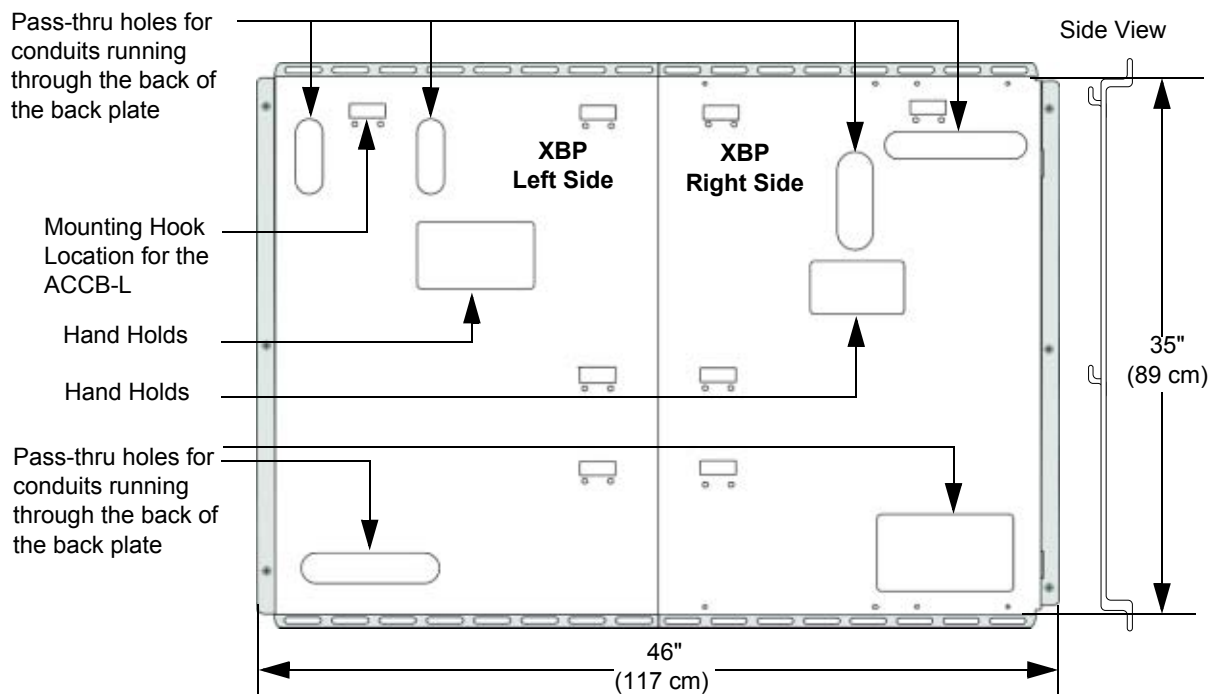 Pass-thru holes for
conduits running
through the back of
the back plate
Side View
XBP
Left Side
XBP
Right Side
Mounting Hook
Location for the
ACCB-L
Hand Holds
35"
(89 cm)
Hand Holds
Pass-thru holes for
conduits running
through the back of
the back plate
46"
(117 cm)